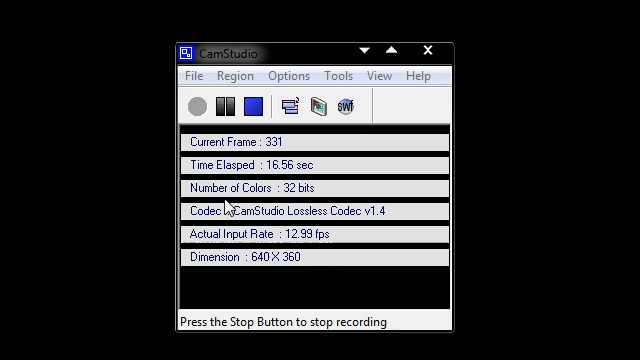 CamStudio
File Region Options Tools View Help
SWF
Current Frame : 331
Time Elasped : 16.56 sec
Number of Colors : 32 bits
Codec : CamStudio Lossless Codec v1.4
Actual Input Rate : 12.99 fps
Dimension : 640 X 360
Press the Stop Button to stop recording